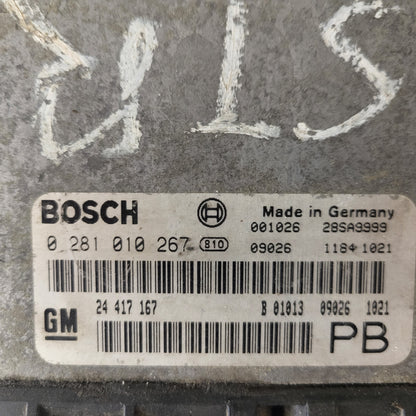 BOSCH Made in Germany
001026 28SA9999
0 281 010 267 B10 09026 1184 1021
GM 24 417 167 B 01013 09026 1021
PB